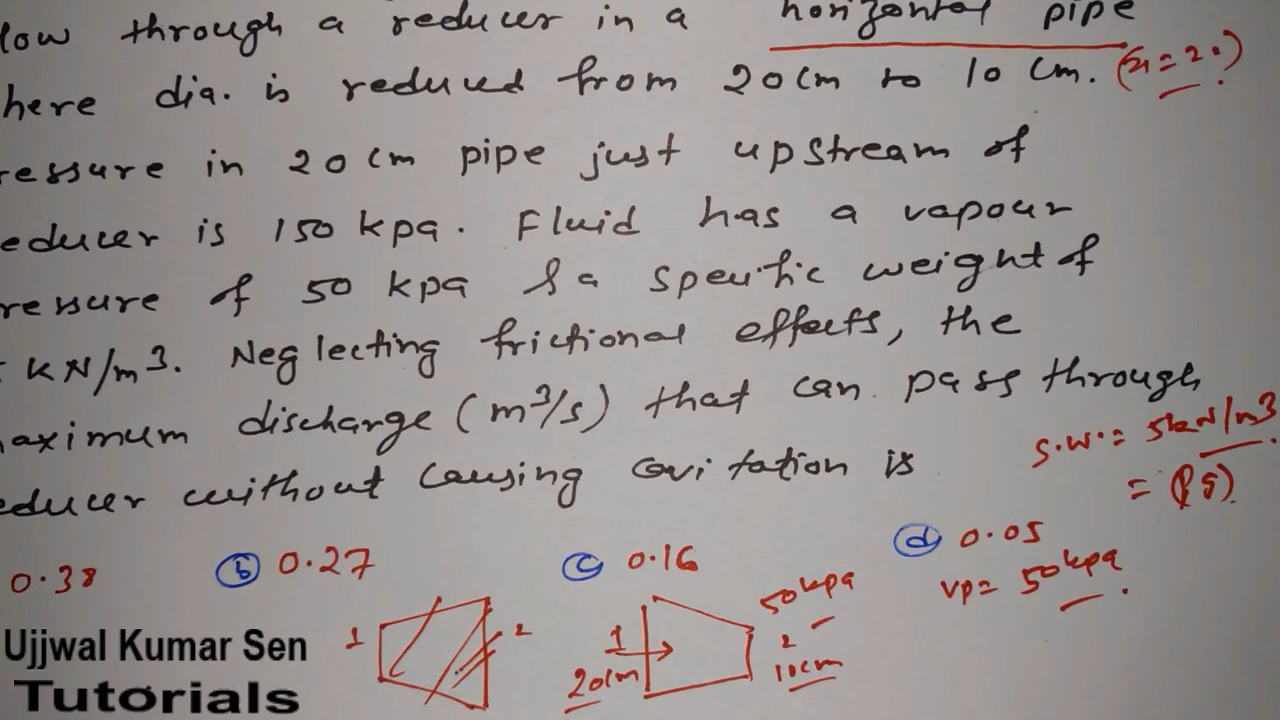 low through a reducer in a horizontal pipe
here dia. is reduced from 20cm to 10 cm. (z1=z2)
ressure in 20cm pipe just upstream of
educer is 150 kpa. Fluid has a vapour
ressure of 50 kpa & a specific weight of
kN/m3. Neglecting frictional effects, the
maximum discharge (m3/s) that can pass through
educer without causing cavitation is
S.W. = 5kN/m3
= (ρg).
0.38 (b) 0.27 (c) 0.16 (d) 0.05
VP= 50kpa
1 2
1 20cm
50kpa
2
10cm
Ujjwal Kumar Sen
Tutorials